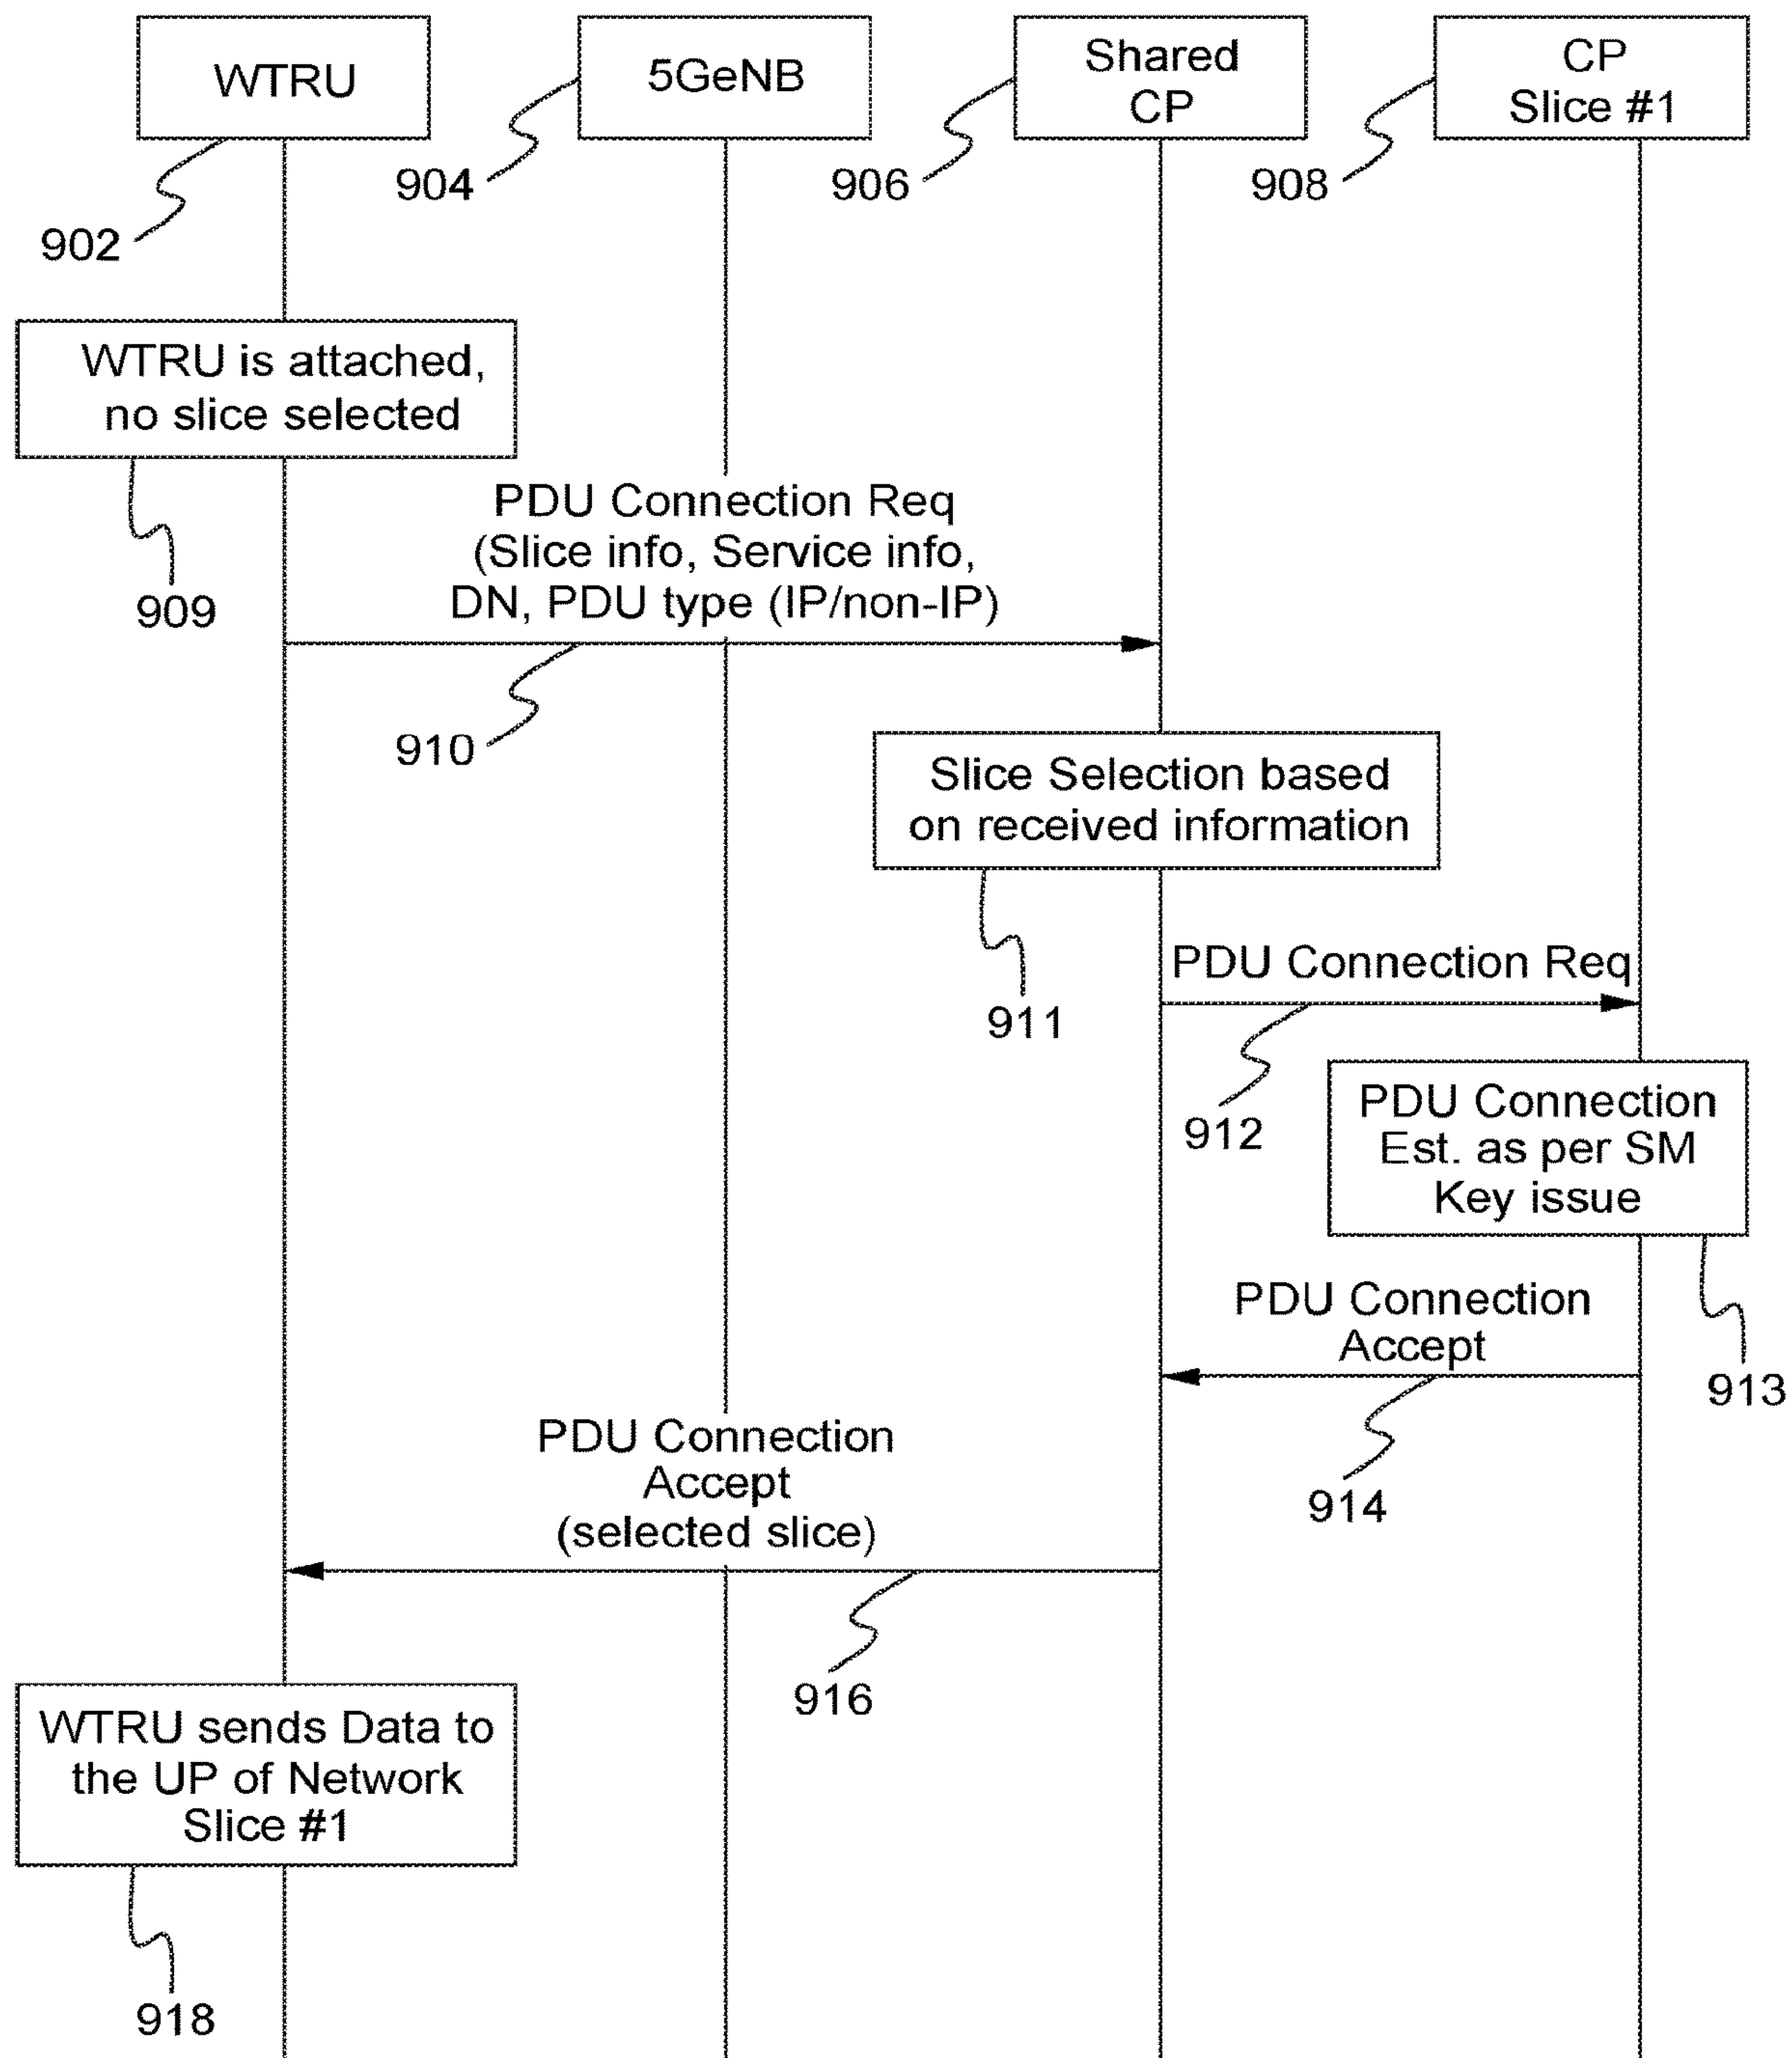 WTRU
5GeNB
Shared
CP
CP
Slice #1
902
904
906
908
WTRU is attached,
no slice selected
909
PDU Connection Req
(Slice info, Service info,
DN, PDU type (IP/non-IP)
910
Slice Selection based
on received information
911
PDU Connection Req
912
PDU Connection
Est. as per SM
Key issue
913
PDU Connection
Accept
914
PDU Connection
Accept
(selected slice)
916
WTRU sends Data to
the UP of Network
Slice #1
918